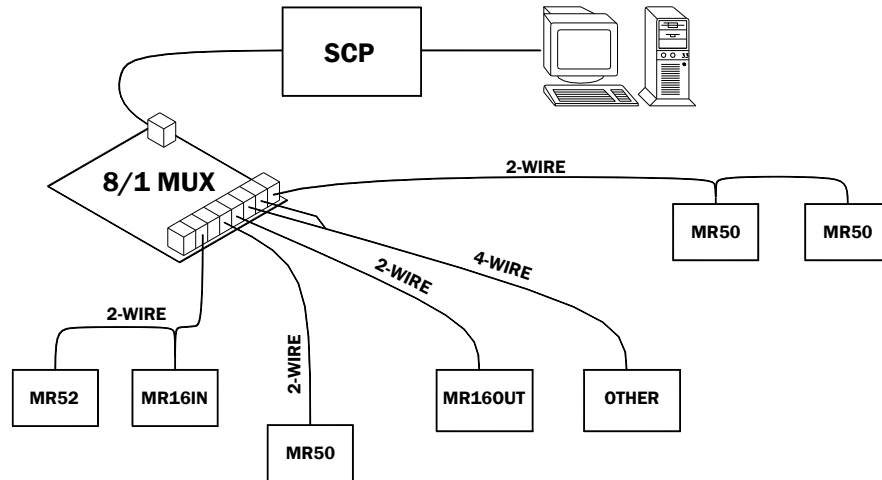 SCP
33
8/1 MUX
2-WIRE
MR50
MR50
4-WIRE
2-WIRE
2-WIRE
2-WIRE
MR52
MR16IN
MR16OUT
OTHER
MR50